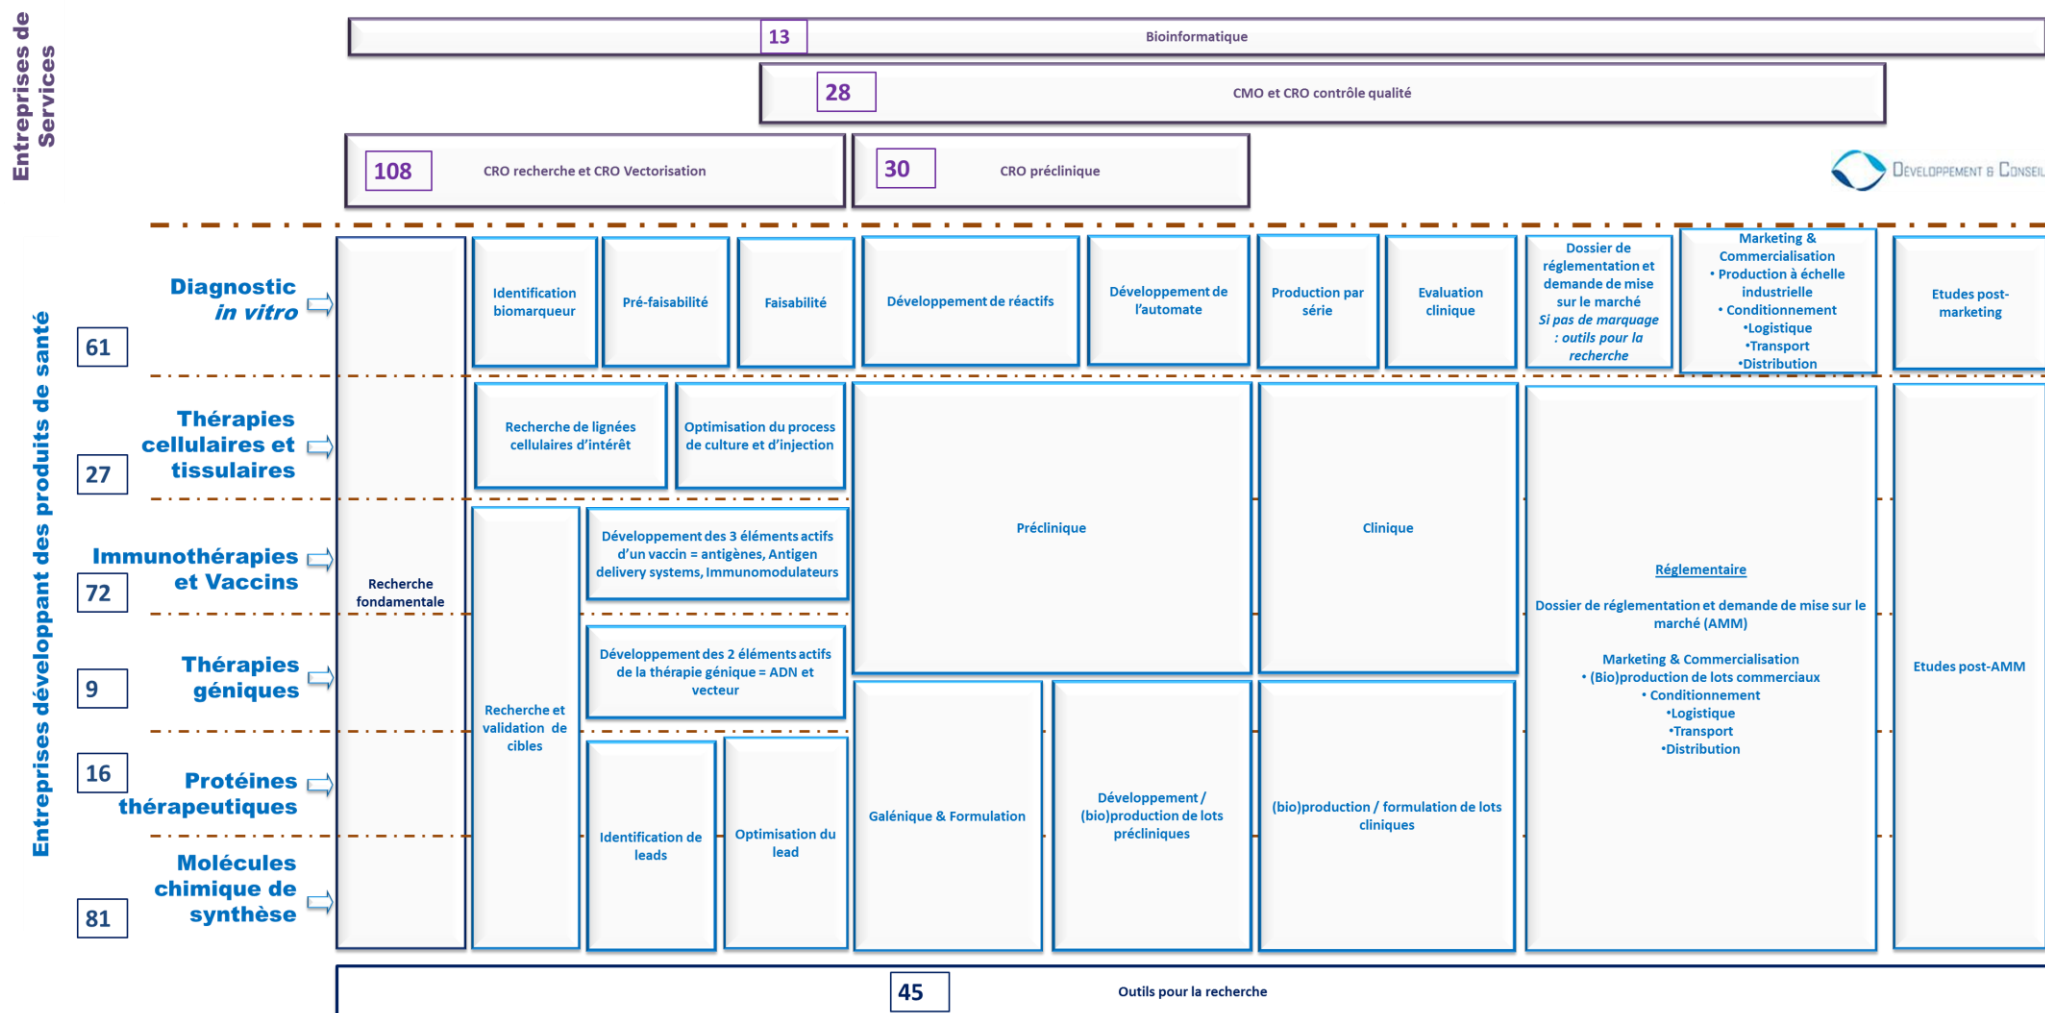 Entreprises de
Services
13
Bioinformatique
28
CMO et CRO contrôle qualité
108
CRO recherche et CRO Vectorisation
30
CRO préclinique
DÉVELOPPEMENT & CONSEIL
Entreprises développant des produits de santé
Diagnostic
in vitro
61
Identification
biomarqueur
Pré-faisabilité
Faisabilité
Développement de réactifs
Développement de
l'automate
Production par
série
Evaluation
clinique
Dossier de
réglementation et
demande de mise
sur le marché
Si pas de marquage
: outils pour la
recherche
Marketing &
Commercialisation
• Production à échelle
industrielle
• Conditionnement
•Logistique
•Transport
•Distribution
Etudes post-
marketing
Thérapies
cellulaires et
tissulaires
27
Recherche de lignées
cellulaires d'intérêt
Optimisation du process
de culture et d'injection
Immunothérapies
et Vaccins
72
Recherche
fondamentale
Développement des 3 éléments actifs
d'un vaccin = antigènes, Antigen
delivery systems, Immunomodulateurs
Préclinique
Clinique
Thérapies
géniques
9
Recherche et
validation de
cibles
Développement des 2 éléments actifs
de la thérapie génique = ADN et
vecteur
Réglementaire
Dossier de réglementation et demande de mise sur le
marché (AMM)
Marketing & Commercialisation
• (Bio)production de lots commerciaux
• Conditionnement
•Logistique
•Transport
•Distribution
Etudes post-AMM
16
Protéines
thérapeutiques
Identification de
leads
Optimisation du
lead
Galénique & Formulation
Développement /
(bio)production de lots
précliniques
(bio)production / formulation de lots
cliniques
Molécules
chimique de
synthèse
81
45
Outils pour la recherche